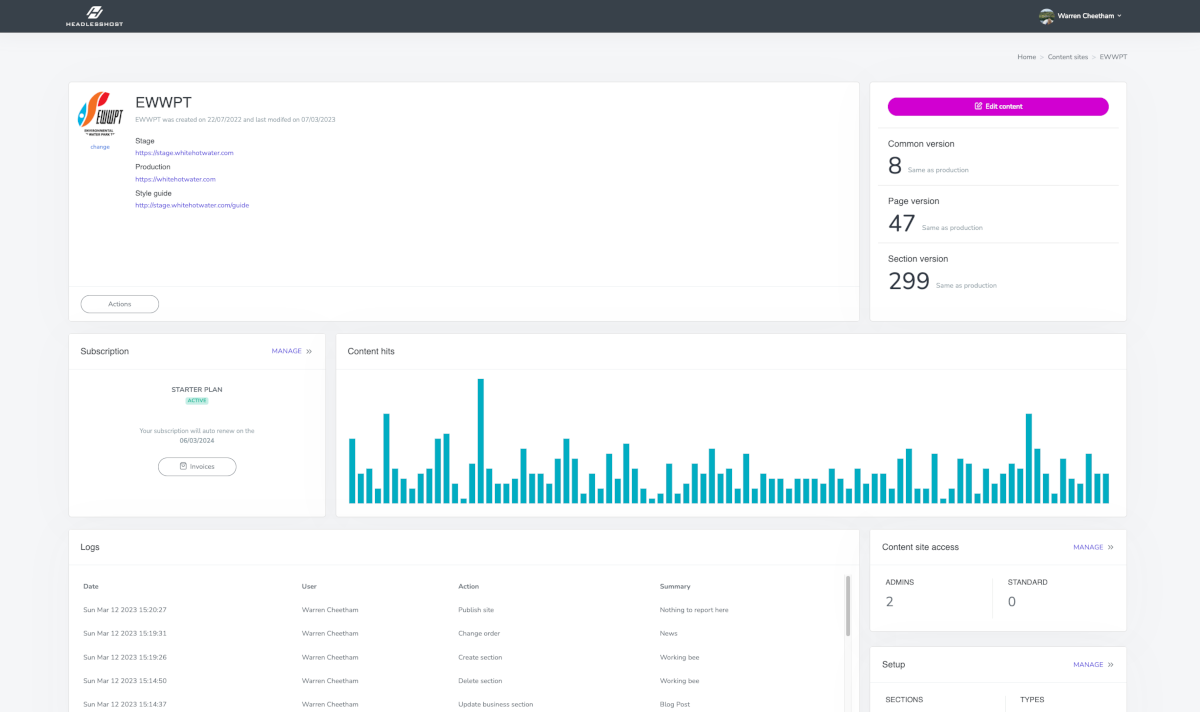 HEADLESSHOST
Warren Cheetham
Home > Content sites > EWWPT
EWWPT
ENVIRONMENTAL
change
EWWPT
EWWPT was created on 22/07/2022 and last modifed on 07/03/2023
Stage
https://stage.whitehotwater.com
Production
https://whitehotwater.com
Style guide
http://stage.whitehotwater.com/guide
Actions
Edit content
Common version
8 Same as production
Page version
47 Same as production
Section version
299 Same as production
Subscription MANAGE »
STARTER PLAN
ACTIVE
Your subscription will auto renew on the
06/03/2024
Invoices
Content hits
Logs
Date User Action Summary
Sun Mar 12 2023 15:20:27 Warren Cheetham Publish site Nothing to report here
Sun Mar 12 2023 15:19:31 Warren Cheetham Change order News
Sun Mar 12 2023 15:19:26 Warren Cheetham Create section Working bee
Sun Mar 12 2023 15:14:50 Warren Cheetham Delete section Working bee
Sun Mar 12 2023 15:14:37 Warren Cheetham Update business section Blog Post
Content site access MANAGE »
ADMINS STANDARD
2 0
Setup MANAGE »
SECTIONS TYPES